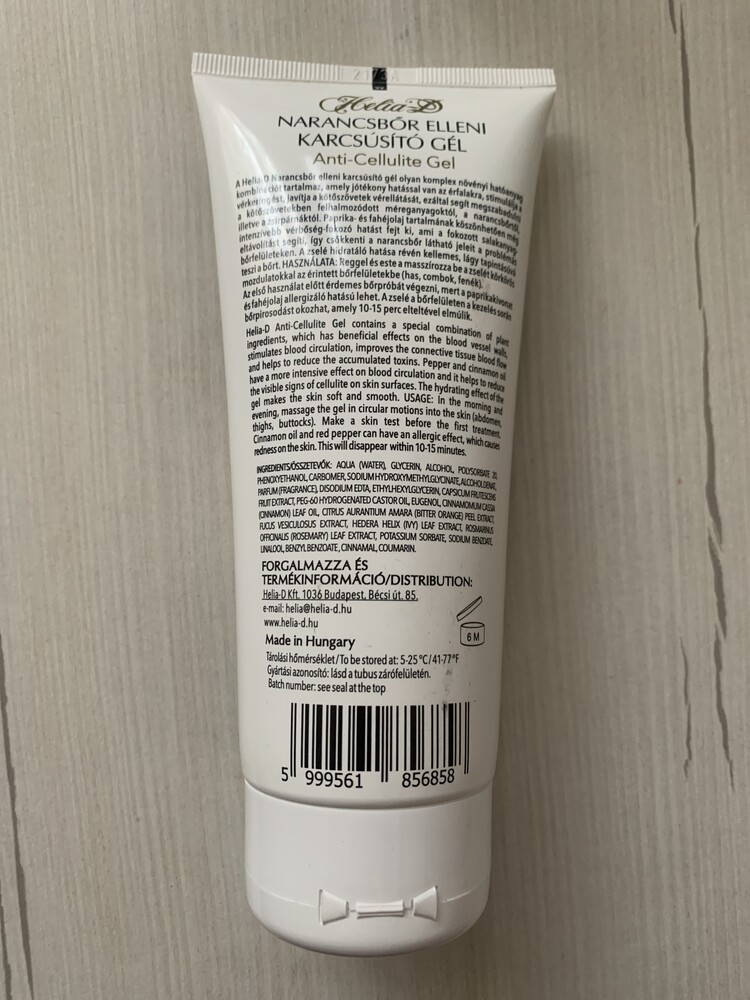 Helia-D
NARANCSBŐR ELLENI
KARCSÚSÍTÓ GÉL
Anti-Cellulite Gel
A Helia-D Narancsbőr elleni karcsúsító gél olyan komplex növényi hatóanyag
kombinációt tartalmaz, amely jótékony hatással van az érfalakra, stimulálja a
vérkeringést, javítja a kötőszövetek vérellátását, ezáltal segít megszabadulni
a kötőszövetekben felhalmozódott méreganyagoktól, a narancsbőrtől,
illetve a zsírpárnáktól. Paprika- és fahéjolaj tartalmának köszönhetően még
intenzívebb vérbőség-fokozó hatást fejt ki, ami a fokozott salakanyag
eltávolítást segíti, így csökkenti a narancsbőr látható jeleit a problémás
bőrfelületeken. A zselé hidratáló hatása révén kellemes, lágy tapintásúvá
teszi a bőrt. HASZNÁLATA: Reggel és este a masszírozza be a zselét körkörös
mozdulatokkal az érintett bőrfelületekbe (has, combok, fenék).
Az első használat előtt érdemes bőrpróbát végezni, mert a paprikakivonat
és fahéjolaj allergizáló hatású lehet. A zselé a bőrfelületen a kezelés során
bőrpirosodást okozhat, amely 10-15 perc elteltével elmúlik.
Helia-D Anti-Cellulite Gel contains a special combination of plant
ingredients, which has beneficial effects on the blood vessel walls,
stimulates blood circulation, improves the connective tissue blood flow
and helps to reduce the accumulated toxins. Pepper and cinnamon oil
have a more intensive effect on blood circulation and it helps to reduce
the visible signs of cellulite on skin surfaces. The hydrating effect of the
gel makes the skin soft and smooth. USAGE: In the morning and
evening, massage the gel in circular motions into the skin (abdomen,
thighs, buttocks). Make a skin test before the first treatment.
Cinnamon oil and red pepper can have an allergic effect, which causes
redness on the skin. This will disappear within 10-15 minutes.
INGREDIENTS/ÖSSZETEVŐK: AQUA (WATER), GLYCERIN, ALCOHOL, POLYSORBATE 20,
PHENOXYETHANOL, CARBOMER, SODIUM HYDROXYMETHYLGLYCINATE, ALCOHOL DENAT,
PARFUM (FRAGRANCE), DISODIUM EDTA, ETHYLHEXYLGLYCERIN, CAPSICUM FRUTESCENS
FRUIT EXTRACT, PEG-60 HYDROGENATED CASTOR OIL, EUGENOL, CINNAMOMUM CASSIA
(CINNAMON) LEAF OIL, CITRUS AURANTIUM AMARA (BITTER ORANGE) PEEL EXTRACT,
FUCUS VESICULOSUS EXTRACT, HEDERA HELIX (IVY) LEAF EXTRACT, ROSMARINUS
OFFICINALIS (ROSEMARY) LEAF EXTRACT, POTASSIUM SORBATE, SODIUM BENZOATE,
LINALOOL, BENZYL BENZOATE, CINNAMAL, COUMARIN.
FORGALMAZZA ÉS
TERMÉKINFORMÁCIÓ/DISTRIBUTION:
Helia-D Kft. 1036 Budapest, Bécsi út. 85.
e-mail: helia@helia-d.hu
www.helia-d.hu
6 M
Made in Hungary
Tárolási hőmérséklet / To be stored at: 5-25 °C / 41-77 °F
Gyártási azonosító: lásd a tubus zárófelületén.
Batch number: see seal at the top
5 999561 856858